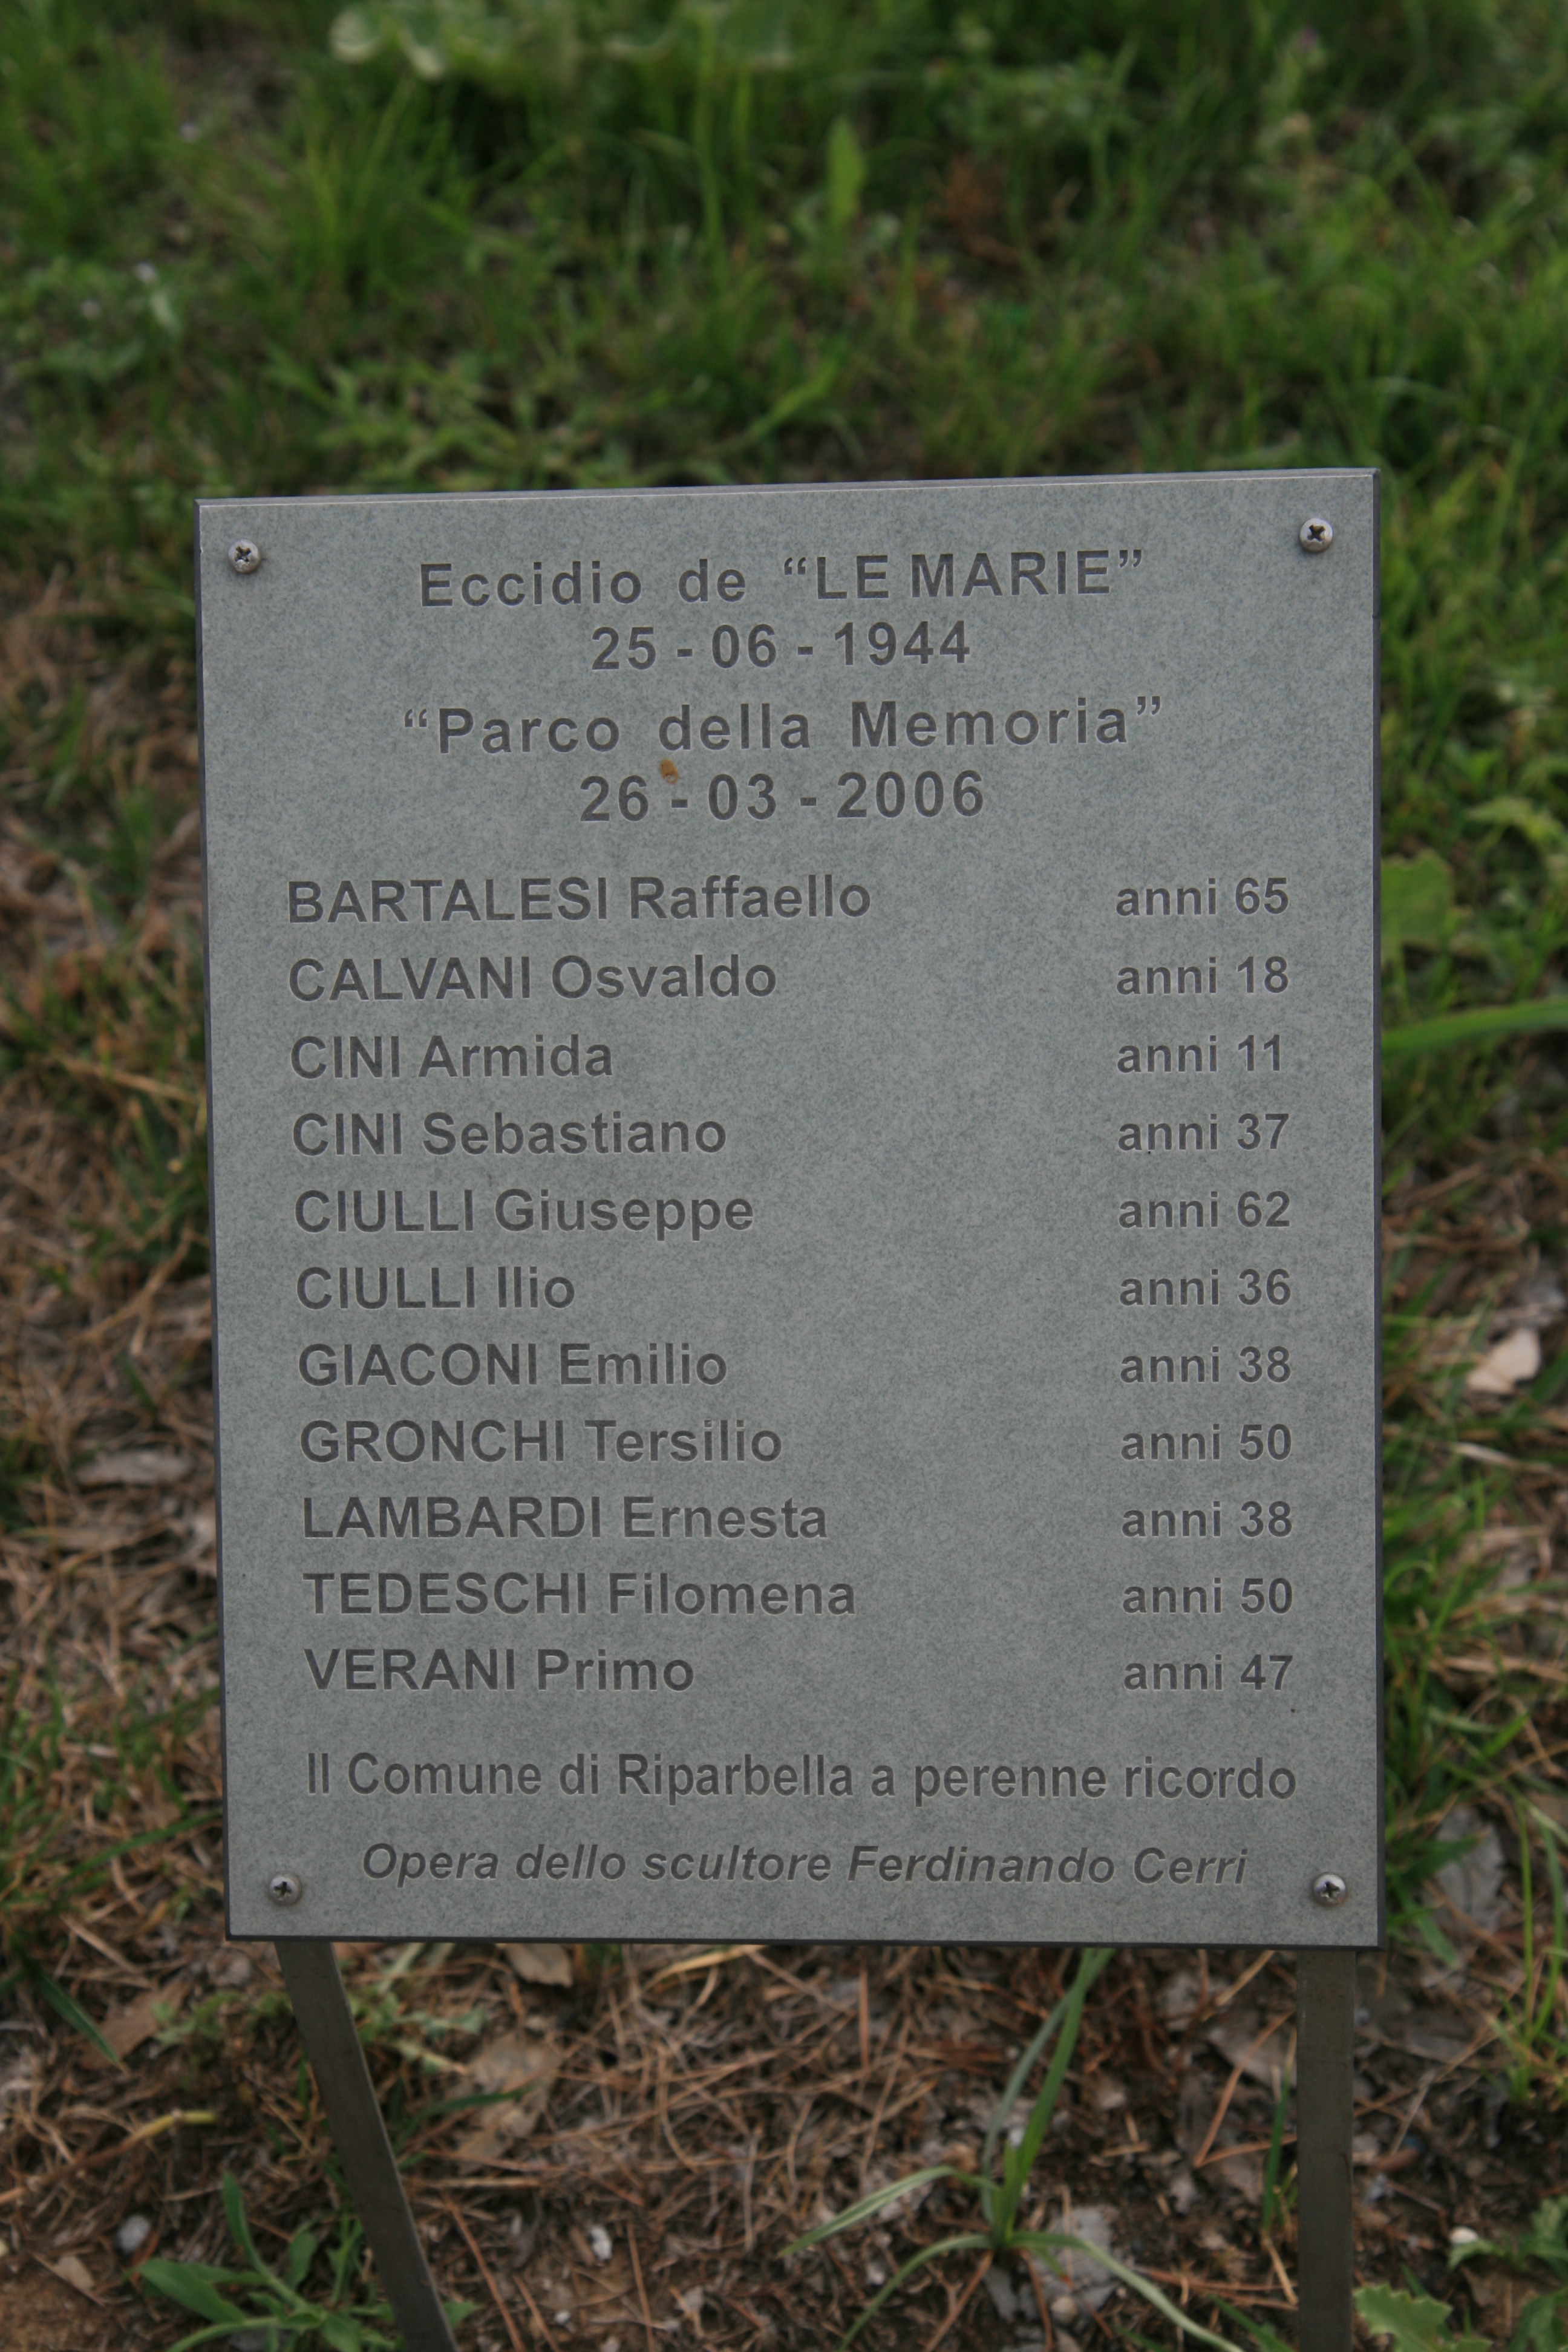 Eccidio de “LE MARIE”
25 - 06 - 1944
“Parco della Memoria”
26 - 03 - 2006
BARTALESI Raffaello anni 65
CALVANI Osvaldo anni 18
CINI Armida anni 11
CINI Sebastiano anni 37
CIULLI Giuseppe anni 62
CIULLI Ilio anni 36
GIACONI Emilio anni 38
GRONCHI Tersilio anni 50
LAMBARDI Ernesta anni 38
TEDESCHI Filomena anni 50
VERANI Primo anni 47
Il Comune di Riparbella a perenne ricordo
Opera dello scultore Ferdinando Cerri